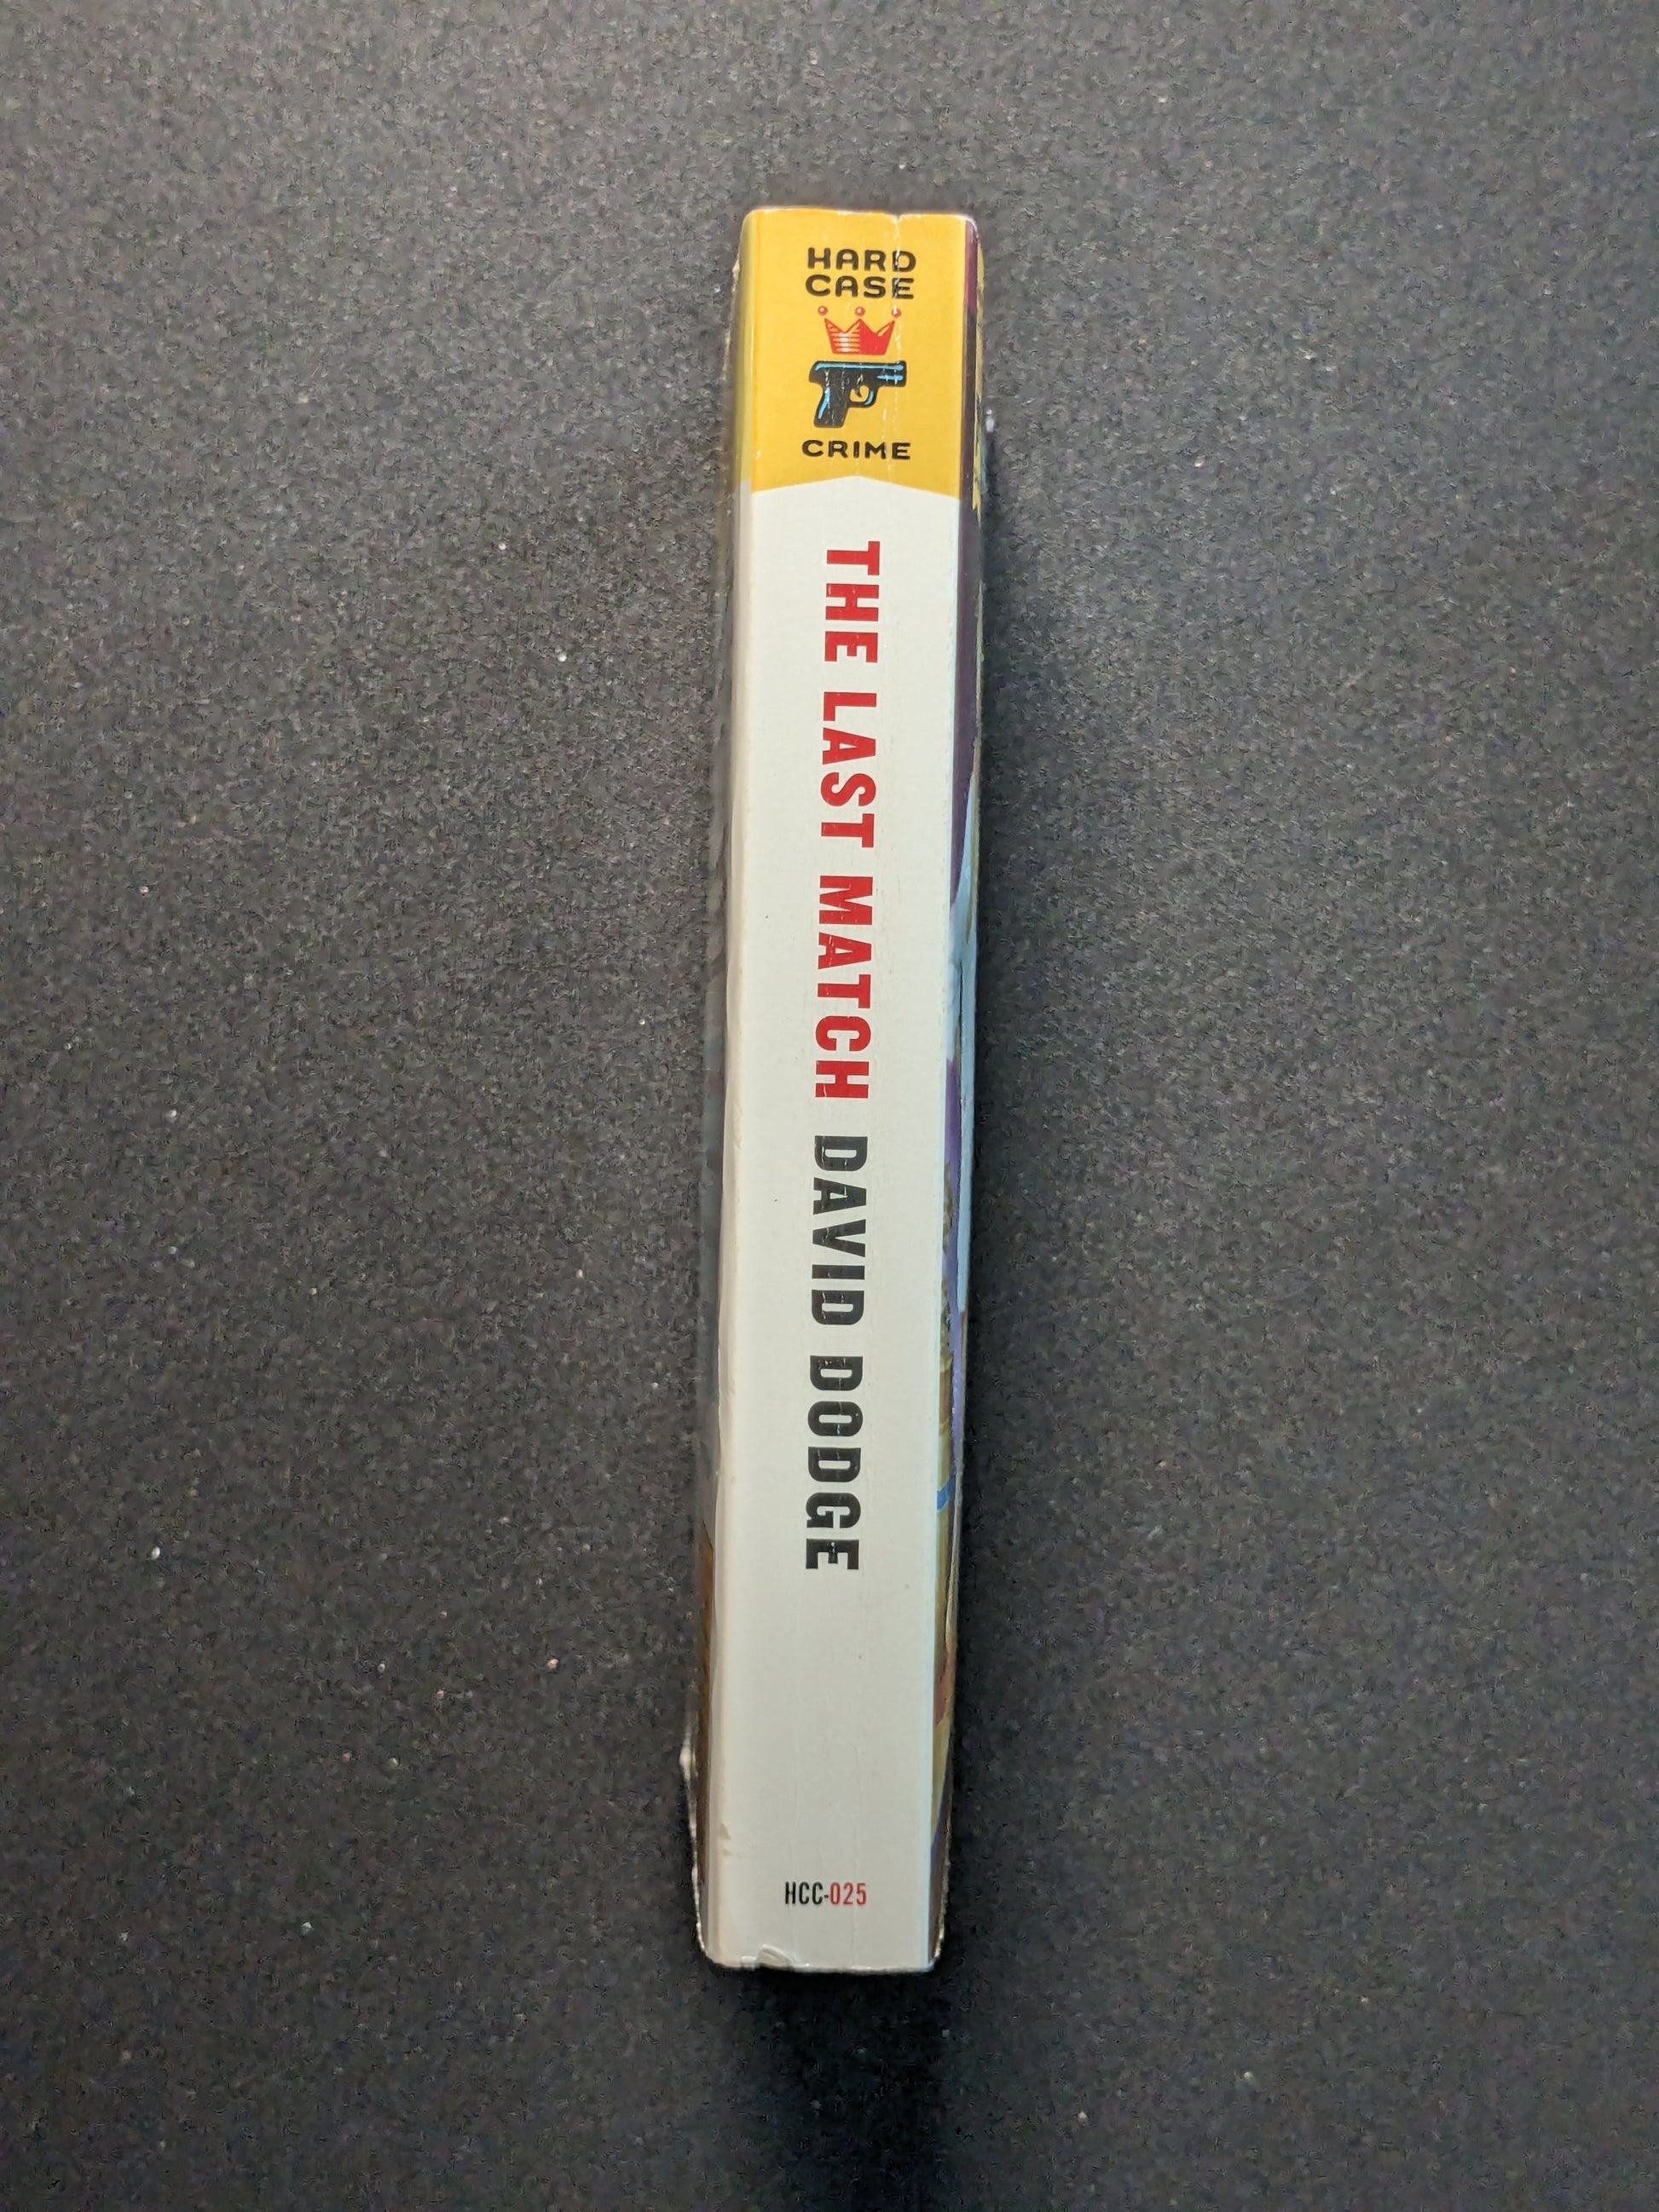 HARD
CASE
CRIME
THE LAST MATCH DAVID DODGE
HCC-025